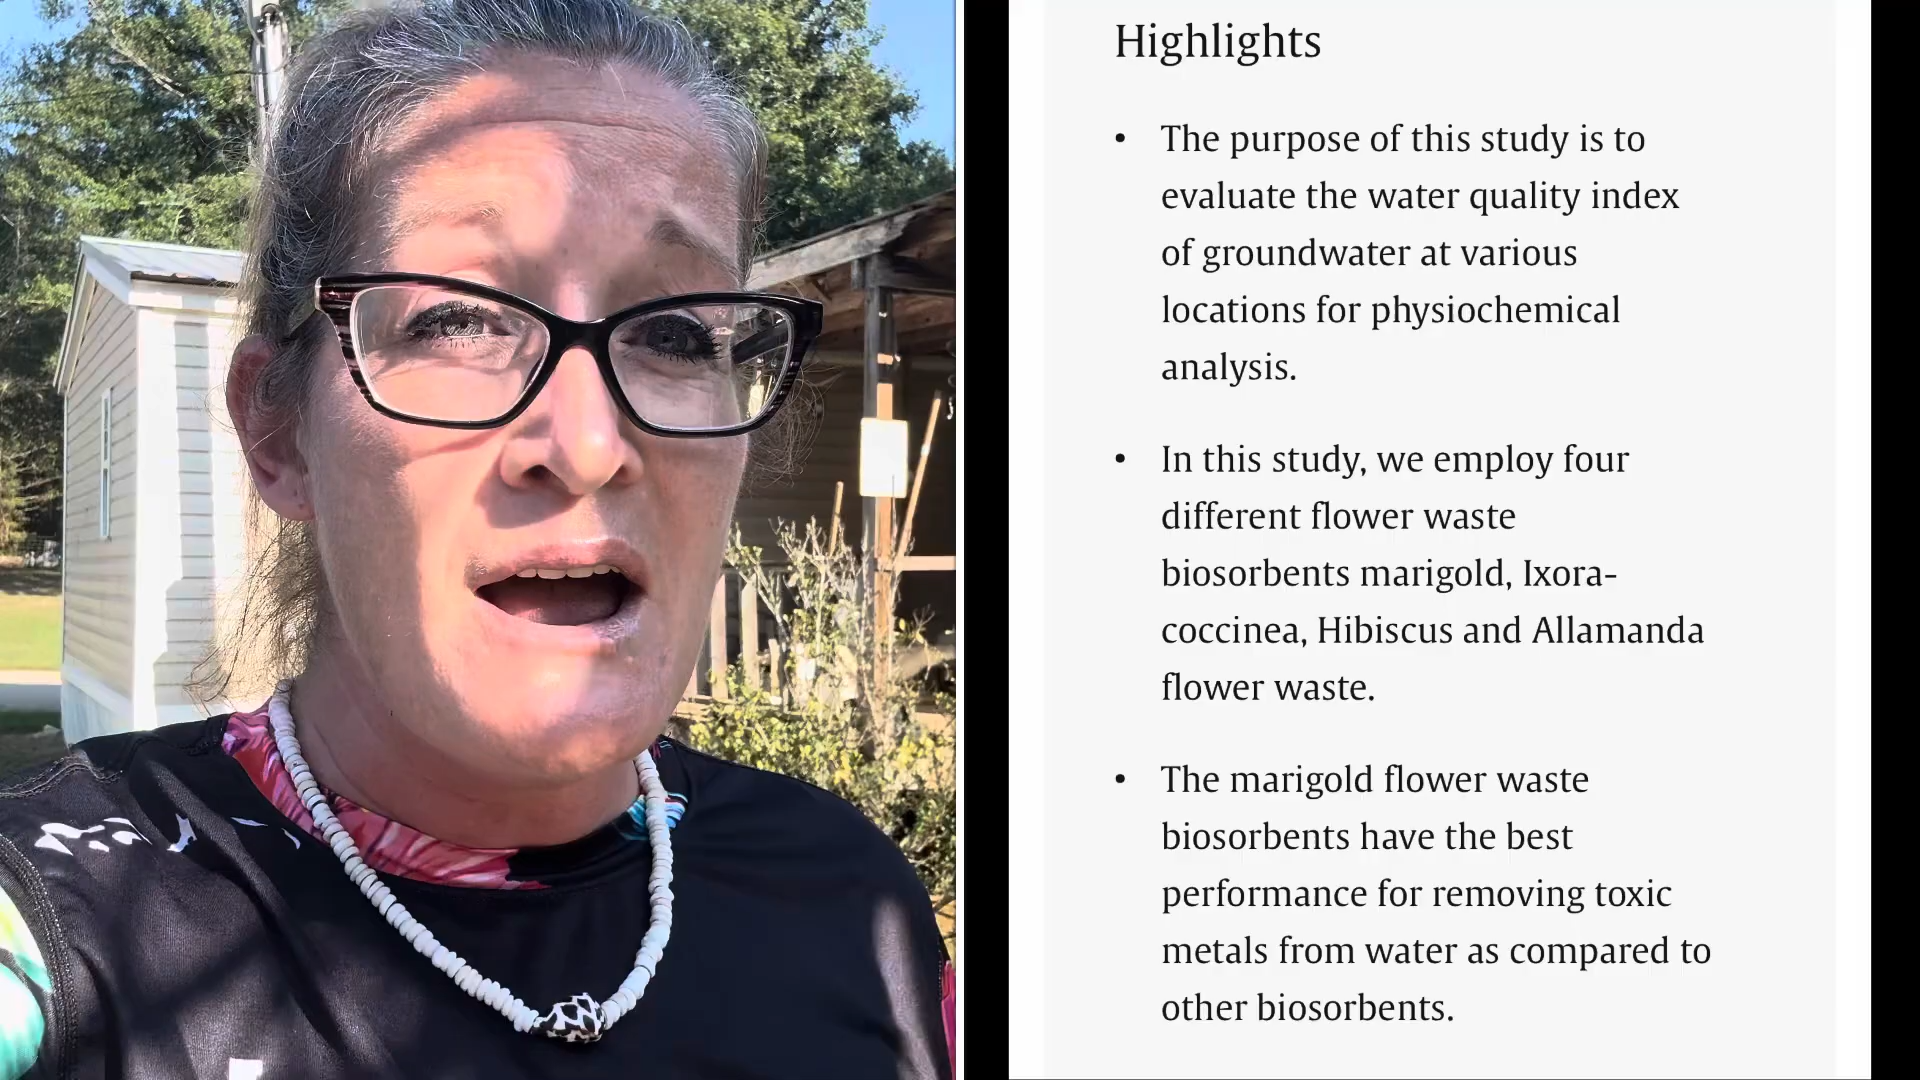 Highlights
• The purpose of this study is to
evaluate the water quality index
of groundwater at various
locations for physiochemical
analysis.
• In this study, we employ four
different flower waste
biosorbents marigold, Ixora-
coccinea, Hibiscus and Allamanda
flower waste.
• The marigold flower waste
biosorbents have the best
performance for removing toxic
metals from water as compared to
other biosorbents.